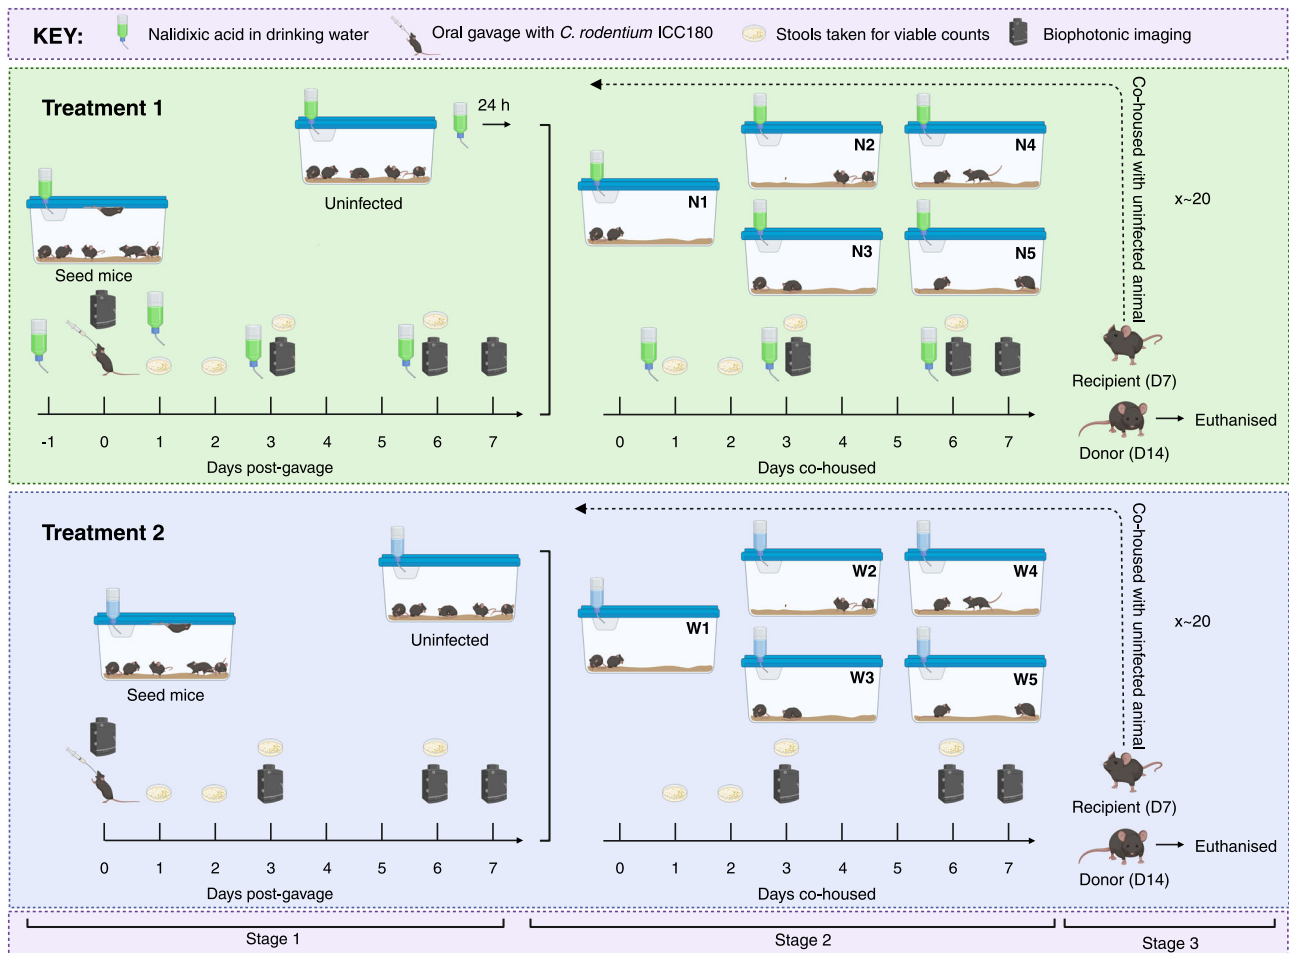 KEY:
Nalidixic acid in drinking water
Oral gavage with C. rodentium ICC180
Stools taken for viable counts
Biophotonic imaging
Treatment 1
24 h
Uninfected
Seed mice
N1
N2
N3
N4
N5
Co-housed with uninfected animal
x~20
Recipient (D7)
Donor (D14)
Euthanised
-1 0 1 2 3 4 5 6 7
Days post-gavage
0 1 2 3 4 5 6 7
Days co-housed
Treatment 2
Uninfected
Seed mice
W1
W2
W3
W4
W5
Co-housed with uninfected animal
x~20
Recipient (D7)
Donor (D14)
Euthanised
0 1 2 3 4 5 6 7
Days post-gavage
0 1 2 3 4 5 6 7
Days co-housed
Stage 1
Stage 2
Stage 3